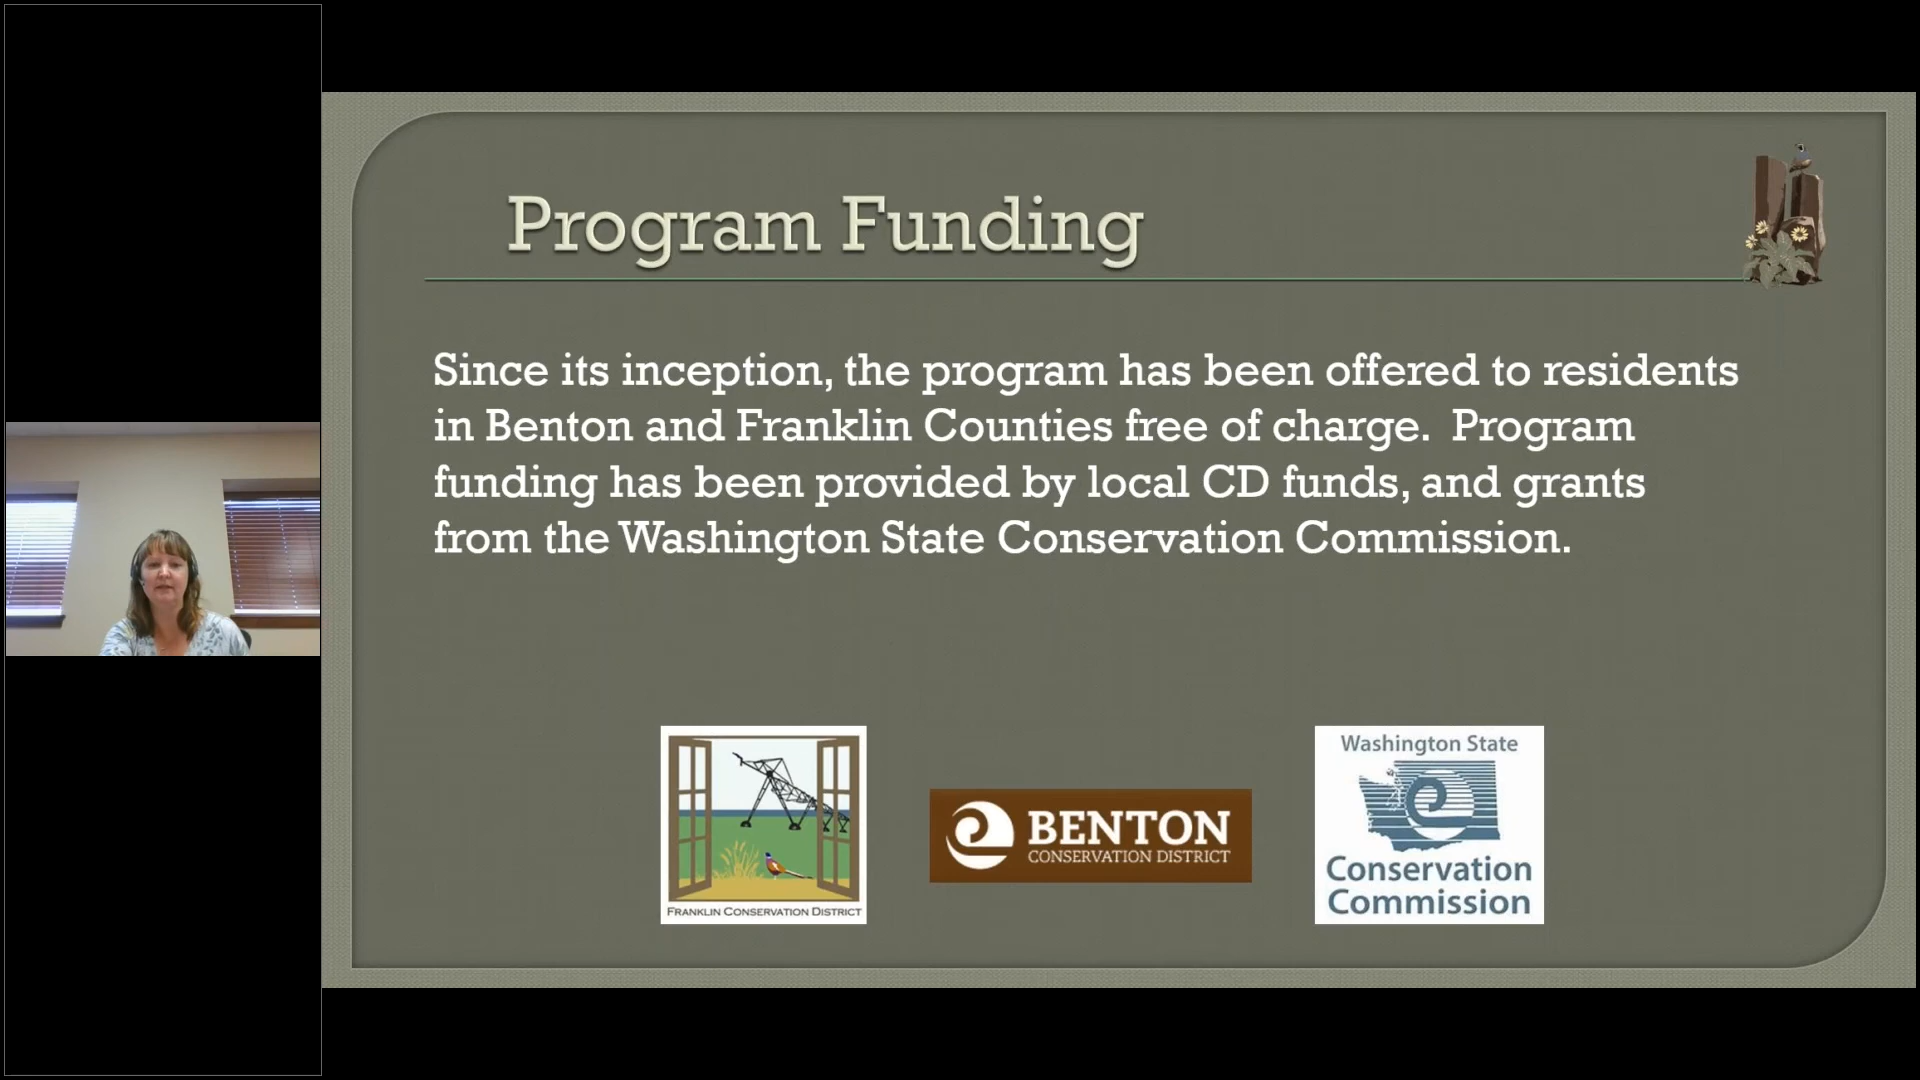 Program Funding
Since its inception, the program has been offered to residents
in Benton and Franklin Counties free of charge.  Program
funding has been provided by local CD funds, and grants
from the Washington State Conservation Commission.
FRANKLIN CONSERVATION DISTRICT
BENTON
CONSERVATION DISTRICT
Washington State
Conservation
Commission